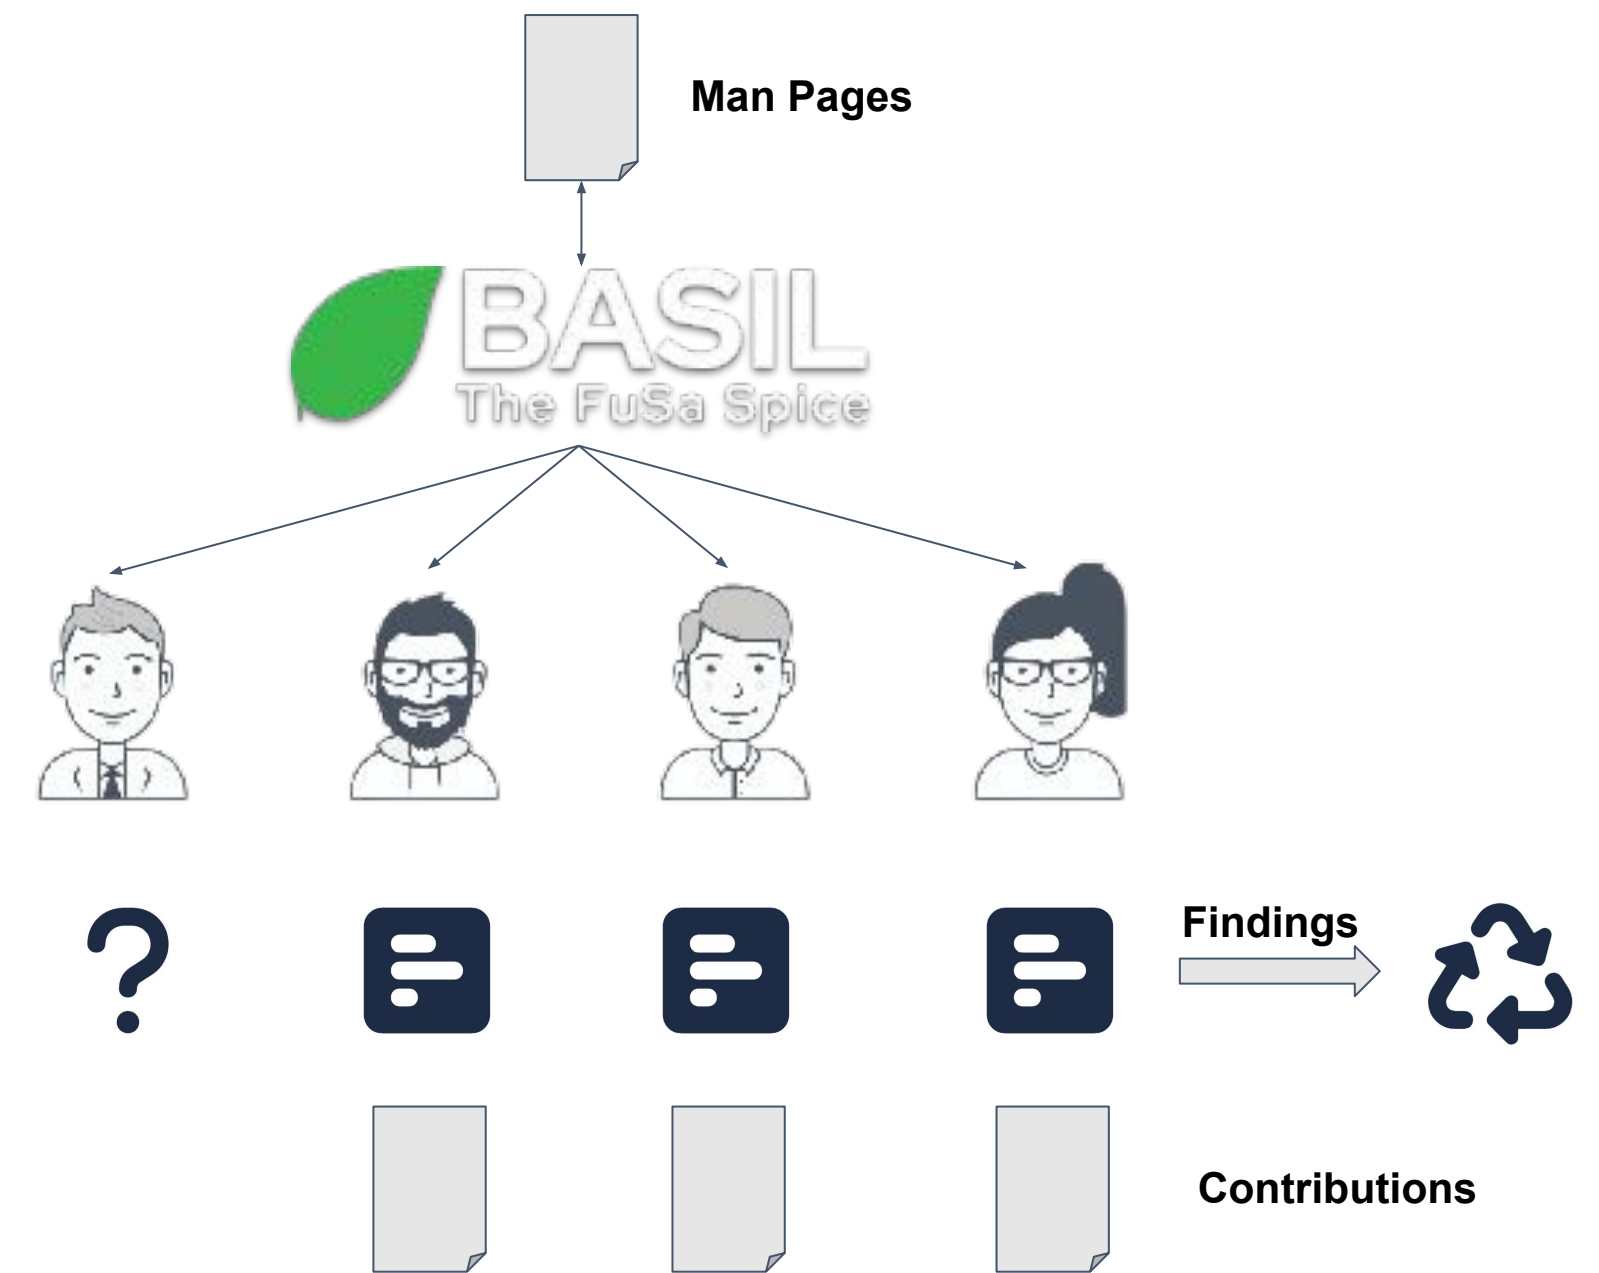 Man Pages
BASIL
The FuSa Spice
Findings
Contributions